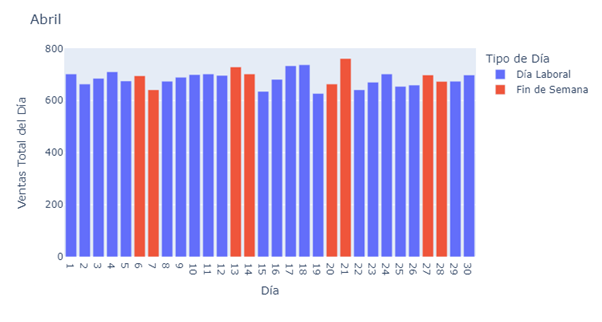 Abril
Tipo de Día
Día Laboral
Fin de Semana
Ventas Total del Día
800
600
400
200
0
1 2 3 4 5 6 7 8 9 10 11 12 13 14 15 16 17 18 19 20 21 22 23 24 25 26 27 28 29 30
Día